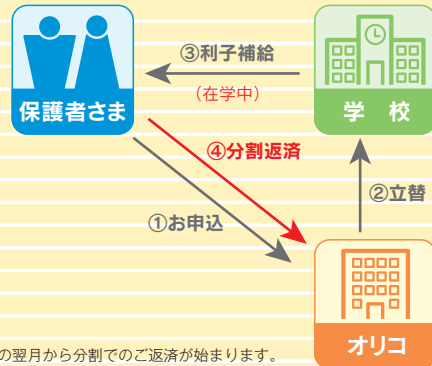 ③利子補給
(在学中)
保護者さま
学 校
④分割返済
②立替
①お申込
オリコ
の翌月から分割でのご返済が始まります。